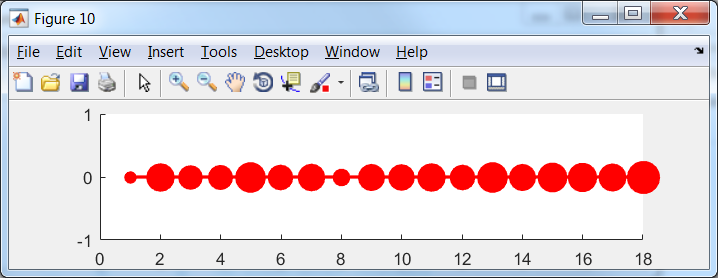 Figure 10
File Edit View Insert Tools Desktop Window Help
1
0
-1
0 2 4 6 8 10 12 14 16 18